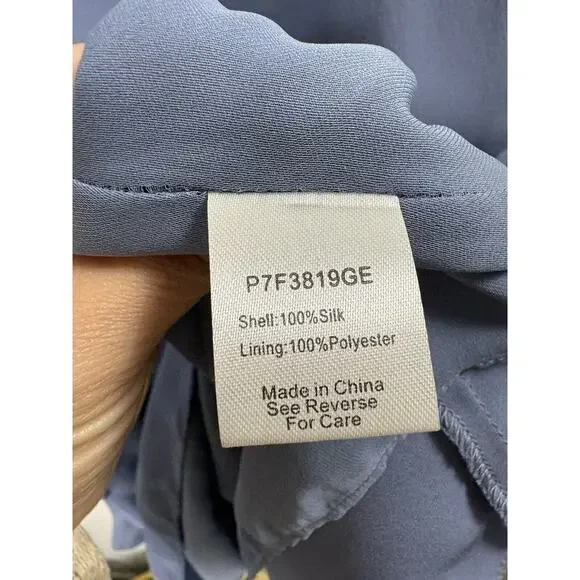 P7F3819GE
Shell:100%Silk
Lining:100%Polyester
Made in China
See Reverse
For Care